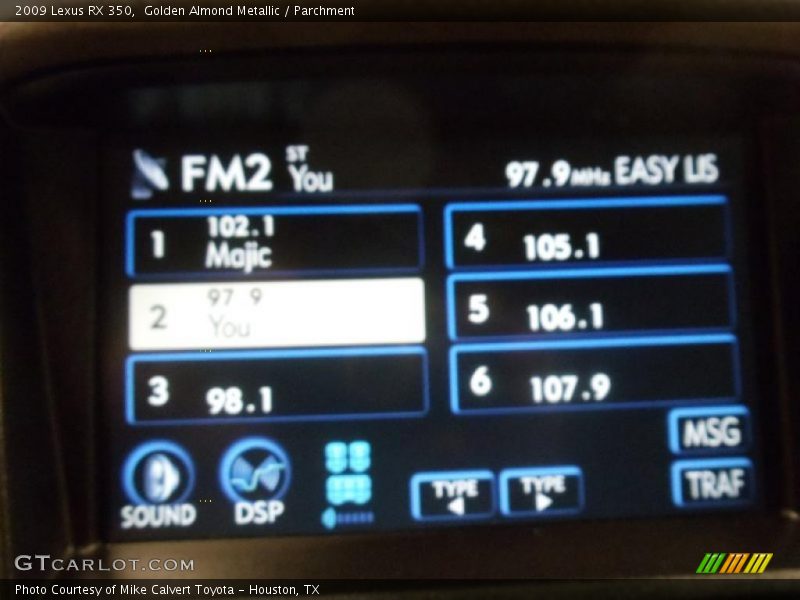 2009 Lexus RX 350,  Golden Almond Metallic / Parchment
FM2 ST You 97.9MHz EASY LIS
1 102.1 Majic
2 97 9 You
3 98.1
4 105.1
5 106.1
6 107.9
MSG
TRAF
SOUND
DSP
TYPE
TYPE
GTCARLOT.COM
Photo Courtesy of Mike Calvert Toyota - Houston, TX